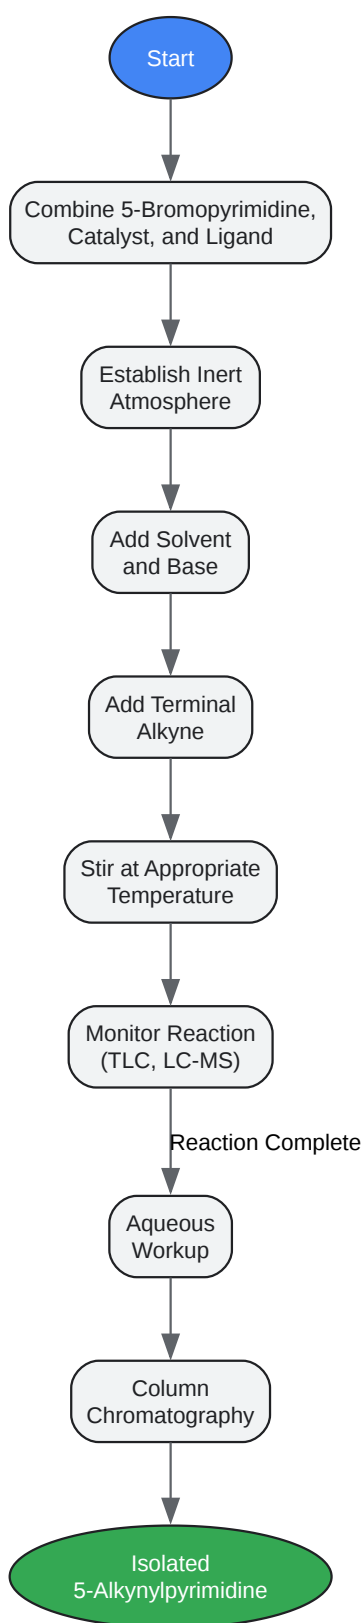 Start
Combine 5-Bromopyrimidine,
Catalyst, and Ligand
Establish Inert
Atmosphere
Add Solvent
and Base
Add Terminal
Alkyne
Stir at Appropriate
Temperature
Monitor Reaction
(TLC, LC-MS)
Reaction Complete
Aqueous
Workup
Column
Chromatography
Isolated
5-Alkynylpyrimidine